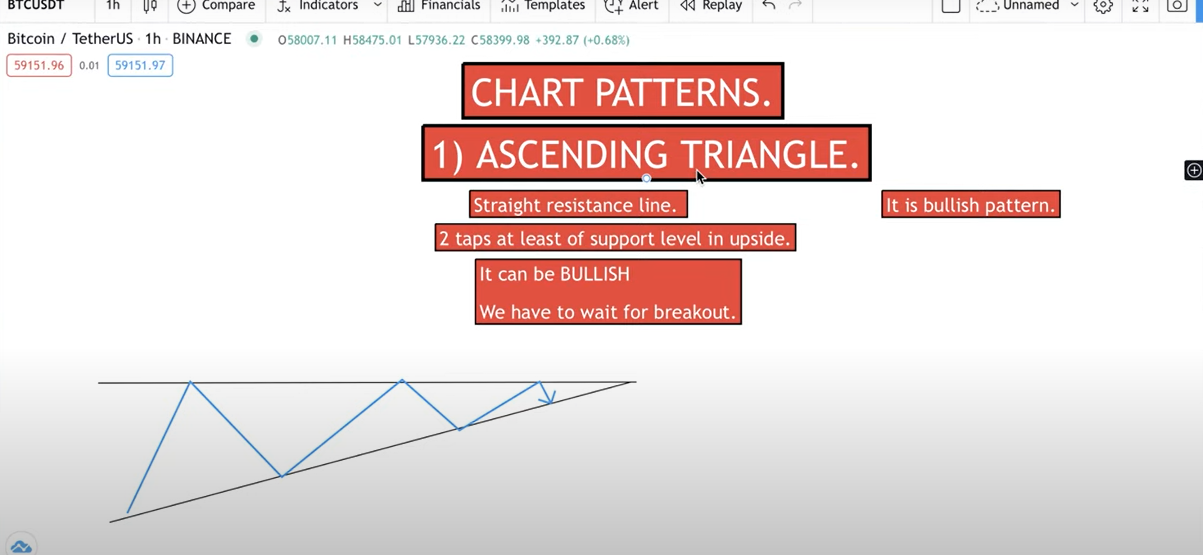 BTCUSDT 1h Compare Indicators Financials Templates Alert Replay Unnamed
Bitcoin / TetherUS · 1h · BINANCE O58007.11 H58475.01 L57936.22 C58399.98 +392.87 (+0.68%)
59151.96 0.01 59151.97
CHART PATTERNS.
1) ASCENDING TRIANGLE.
Straight resistance line. It is bullish pattern.
2 taps at least of support level in upside.
It can be BULLISH
We have to wait for breakout.